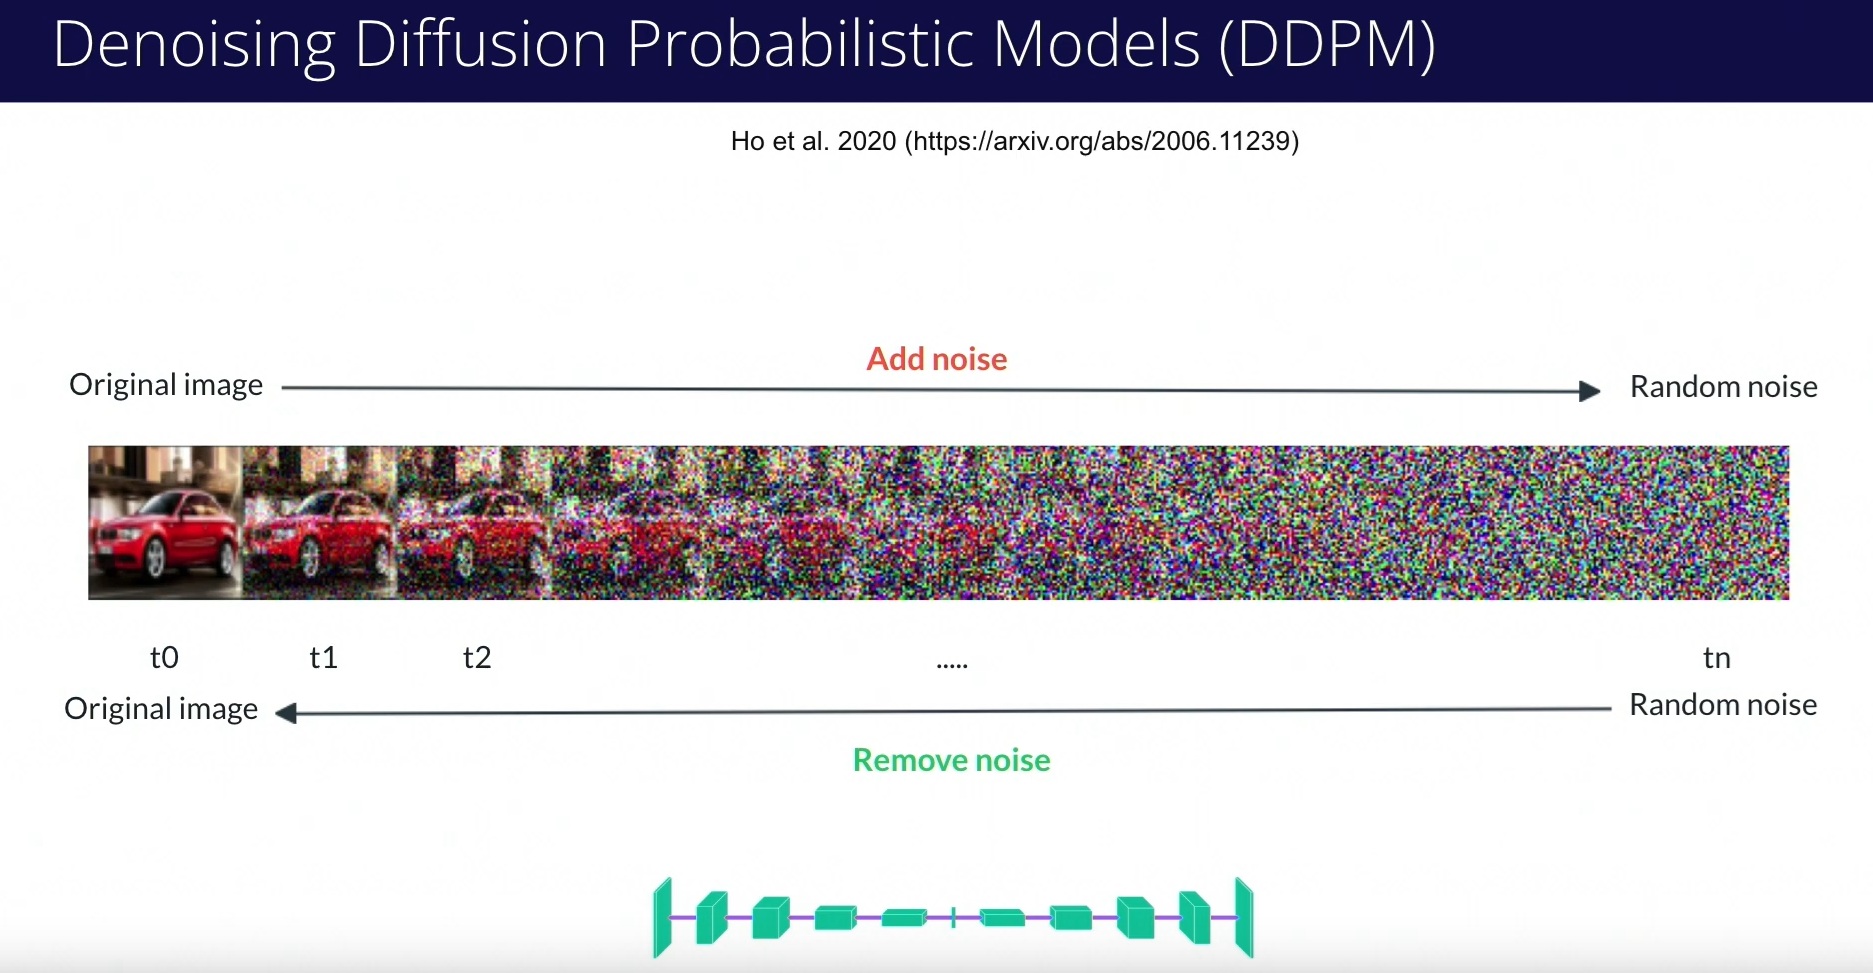 Denoising Diffusion Probabilistic Models (DDPM)
Ho et al. 2020 (https://arxiv.org/abs/2006.11239)
Add noise
Original image
Random noise
t0
t1
t2
.....
tn
Original image
Random noise
Remove noise